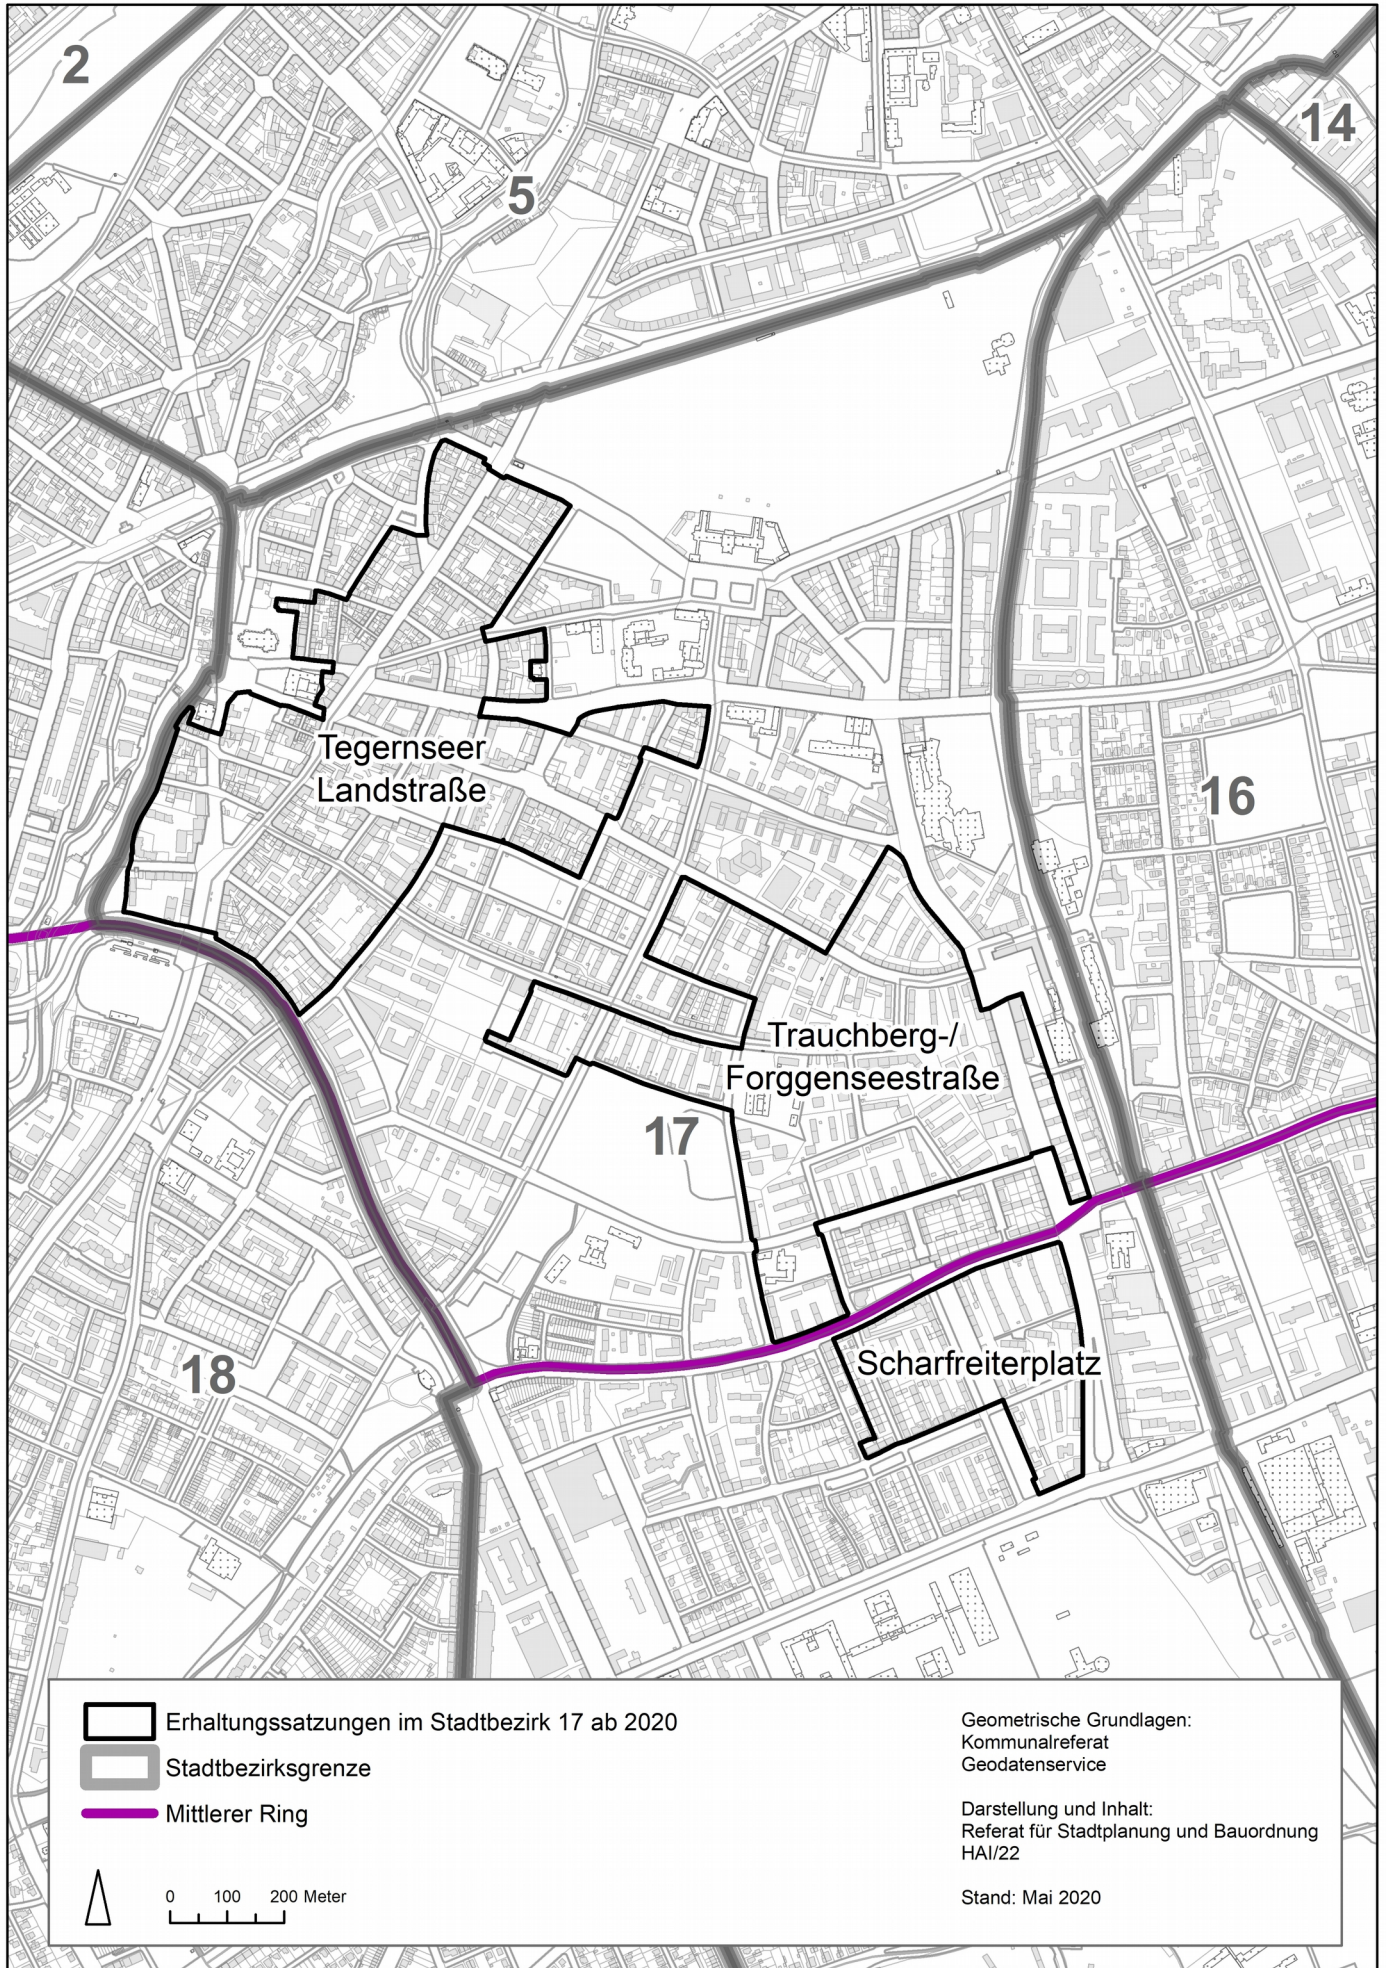 2
14
5
Tegernseer
Landstraße
16
Trauchberg-/
Forggenseestraße
17
Scharfreiterplatz
18
Erhaltungssatzungen im Stadtbezirk 17 ab 2020
Stadtbezirksgrenze
Mittlerer Ring
0 100 200 Meter
Geometrische Grundlagen:
Kommunalreferat
Geodatenservice
Darstellung und Inhalt:
Referat für Stadtplanung und Bauordnung
HAI/22
Stand: Mai 2020